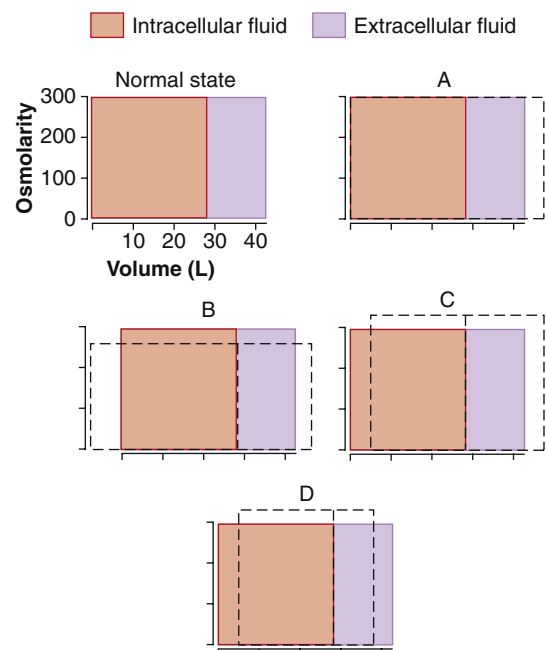 Intracellular fluid Extracellular fluid
Normal state
A
300
200
100
0
Osmolarity
10 20 30 40
Volume (L)
B
C
D